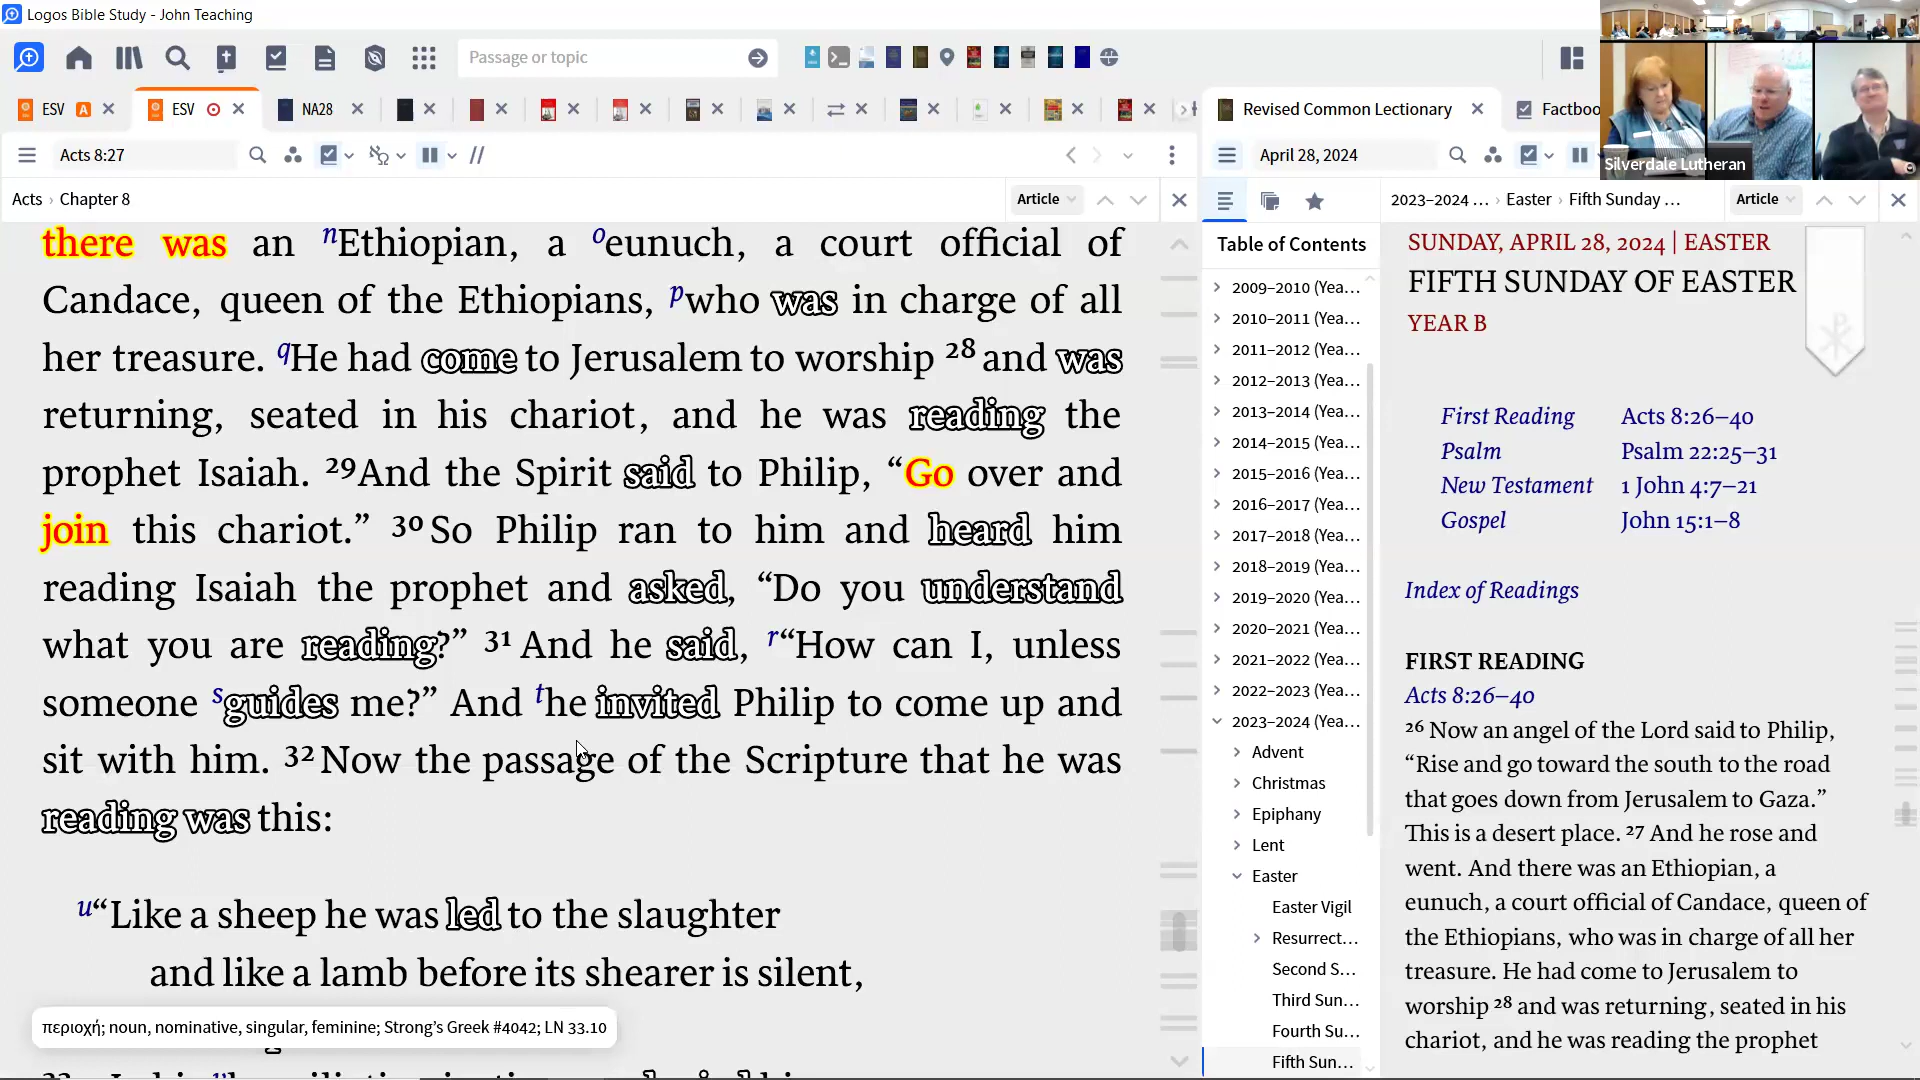 Logos Bible Study - John Teaching
Passage or topic
ESV A
ESV
NA28
Revised Common Lectionary
Factboo
Acts 8:27
April 28, 2024
Silverdale Lutheran
Acts › Chapter 8
Article
2023–2024 ... › Easter › Fifth Sunday ...
Article
there was an nEthiopian, a oeunuch, a court official of
Candace, queen of the Ethiopians, pwho was in charge of all
her treasure. qHe had come to Jerusalem to worship 28 and was
returning, seated in his chariot, and he was reading the
prophet Isaiah. 29 And the Spirit said to Philip, “Go over and
join this chariot.” 30 So Philip ran to him and heard him
reading Isaiah the prophet and asked, “Do you understand
what you are reading?” 31 And he said, r“How can I, unless
someone sguides me?” And the invited Philip to come up and
sit with him. 32 Now the passage of the Scripture that he was
reading was this:
u“Like a sheep he was led to the slaughter
and like a lamb before its shearer is silent,
περιοχή; noun, nominative, singular, feminine; Strong’s Greek #4042; LN 33.10
Table of Contents
2009–2010 (Yea...
2010–2011 (Yea...
2011–2012 (Yea...
2012–2013 (Yea...
2013–2014 (Yea...
2014–2015 (Yea...
2015–2016 (Yea...
2016–2017 (Yea...
2017–2018 (Yea...
2018–2019 (Yea...
2019–2020 (Yea...
2020–2021 (Yea...
2021–2022 (Yea...
2022–2023 (Yea...
2023–2024 (Yea...
Advent
Christmas
Epiphany
Lent
Easter
Easter Vigil
Resurrect...
Second S...
Third Sun...
Fourth Su...
Fifth Sun...
SUNDAY, APRIL 28, 2024 | EASTER
FIFTH SUNDAY OF EASTER
YEAR B
First Reading Acts 8:26–40
Psalm Psalm 22:25–31
New Testament 1 John 4:7–21
Gospel John 15:1–8
Index of Readings
FIRST READING
Acts 8:26–40
26 Now an angel of the Lord said to Philip,
“Rise and go toward the south to the road
that goes down from Jerusalem to Gaza.”
This is a desert place. 27 And he rose and
went. And there was an Ethiopian, a
eunuch, a court official of Candace, queen of
the Ethiopians, who was in charge of all her
treasure. He had come to Jerusalem to
worship 28 and was returning, seated in his
chariot, and he was reading the prophet